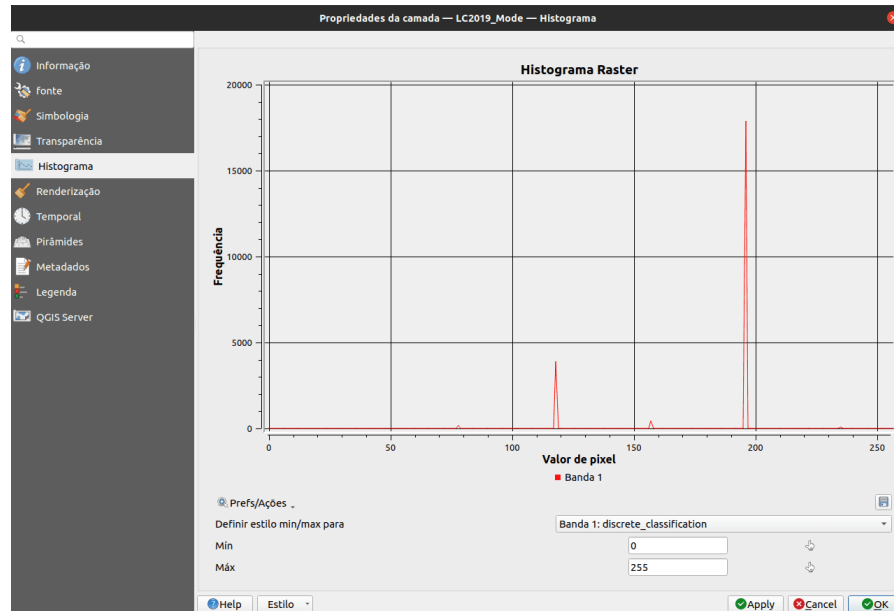 Propriedades da camada — LC2019_Mode — Histograma
Informação
fonte
Simbologia
Transparência
Histograma
Renderização
Temporal
Pirâmides
Metadados
Legenda
QGIS Server
Histograma Raster
20000
15000
10000
5000
0
Frequência
0 50 100 150 200 250
Valor de pixel
Banda 1
Prefs/Ações
Definir estilo min/max para Banda 1: discrete_classification
Mín 0
Máx 255
Help Estilo Apply Cancel OK